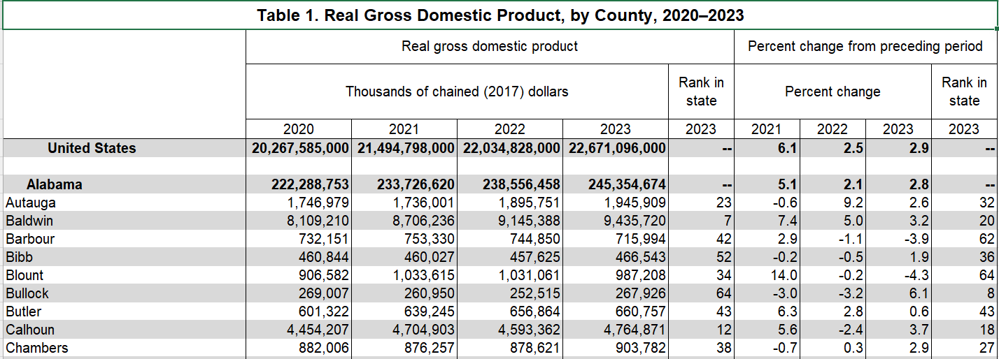 Table 1. Real Gross Domestic Product, by County, 2020–2023
Real gross domestic product Percent change from preceding period
Thousands of chained (2017) dollars Rank in state Percent change Rank in state
2020 2021 2022 2023 2023 2021 2022 2023 2023
United States 20,267,585,000 21,494,798,000 22,034,828,000 22,671,096,000 -- 6.1 2.5 2.9 --
Alabama 222,288,753 233,726,620 238,556,458 245,354,674 -- 5.1 2.1 2.8 --
Autauga 1,746,979 1,736,001 1,895,751 1,945,909 23 -0.6 9.2 2.6 32
Baldwin 8,109,210 8,706,236 9,145,388 9,435,720 7 7.4 5.0 3.2 20
Barbour 732,151 753,330 744,850 715,994 42 2.9 -1.1 -3.9 62
Bibb 460,844 460,027 457,625 466,543 52 -0.2 -0.5 1.9 36
Blount 906,582 1,033,615 1,031,061 987,208 34 14.0 -0.2 -4.3 64
Bullock 269,007 260,950 252,515 267,926 64 -3.0 -3.2 6.1 8
Butler 601,322 639,245 656,864 660,757 43 6.3 2.8 0.6 43
Calhoun 4,454,207 4,704,903 4,593,362 4,764,871 12 5.6 -2.4 3.7 18
Chambers 882,006 876,257 878,621 903,782 38 -0.7 0.3 2.9 27